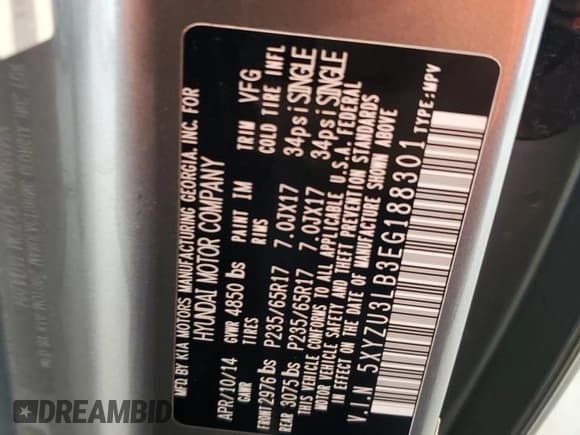 MFD BY KIA MOTORS MANUFACTURING GEORGIA, INC. FOR
HYUNDAI MOTOR COMPANY
APR/10/14 GVWR 4850 lbs PAINT IM TRIM VFG
GAWR TIRES RIMS COLD TIRE INFL
FRONT 2976 lbs P235/65R17 7.0JX17 34psi SINGLE
REAR 3075 lbs P235/65R17 7.0JX17 34psi SINGLE
THIS VEHICLE CONFORMS TO ALL APPLICABLE U.S.A. FEDERAL
MOTOR VEHICLE SAFETY AND THEFT PREVENTION STANDARDS
IN EFFECT ON THE DATE OF MANUFACTURE SHOWN ABOVE.
V.I.N 5XYZU3LB3EG188301 TYPE:MPV
DREAMBID